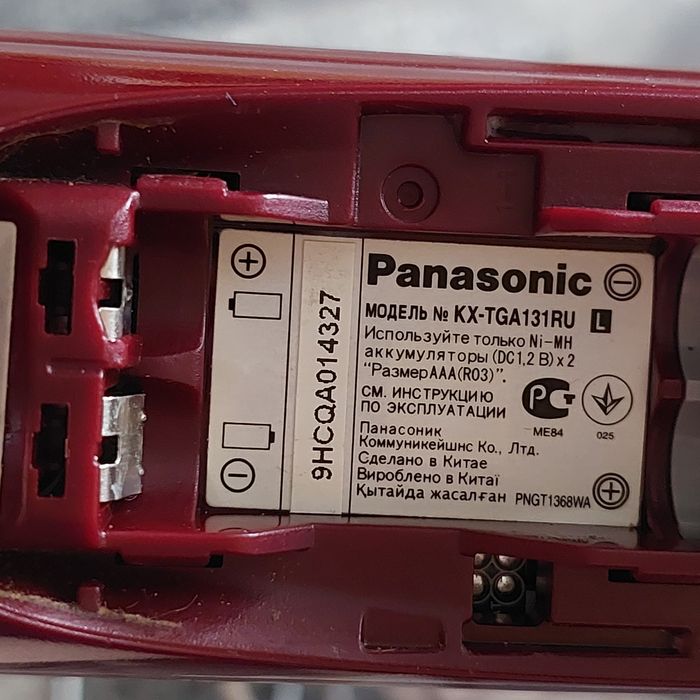 Panasonic
МОДЕЛЬ № KX-TGA131RU L
Используйте только Ni-MH
аккумуляторы (DC1,2 В) x 2
"Размер AAA(R03)".
СМ. ИНСТРУКЦИЮ
ПО ЭКСПЛУАТАЦИИ
ME84
025
Панасоник
Коммуникейшнс Ко., Лтд.
Сделано в Китае
Вироблено в Китаї
Қытайда жасалған PNGT1368WA
9HCQA014327